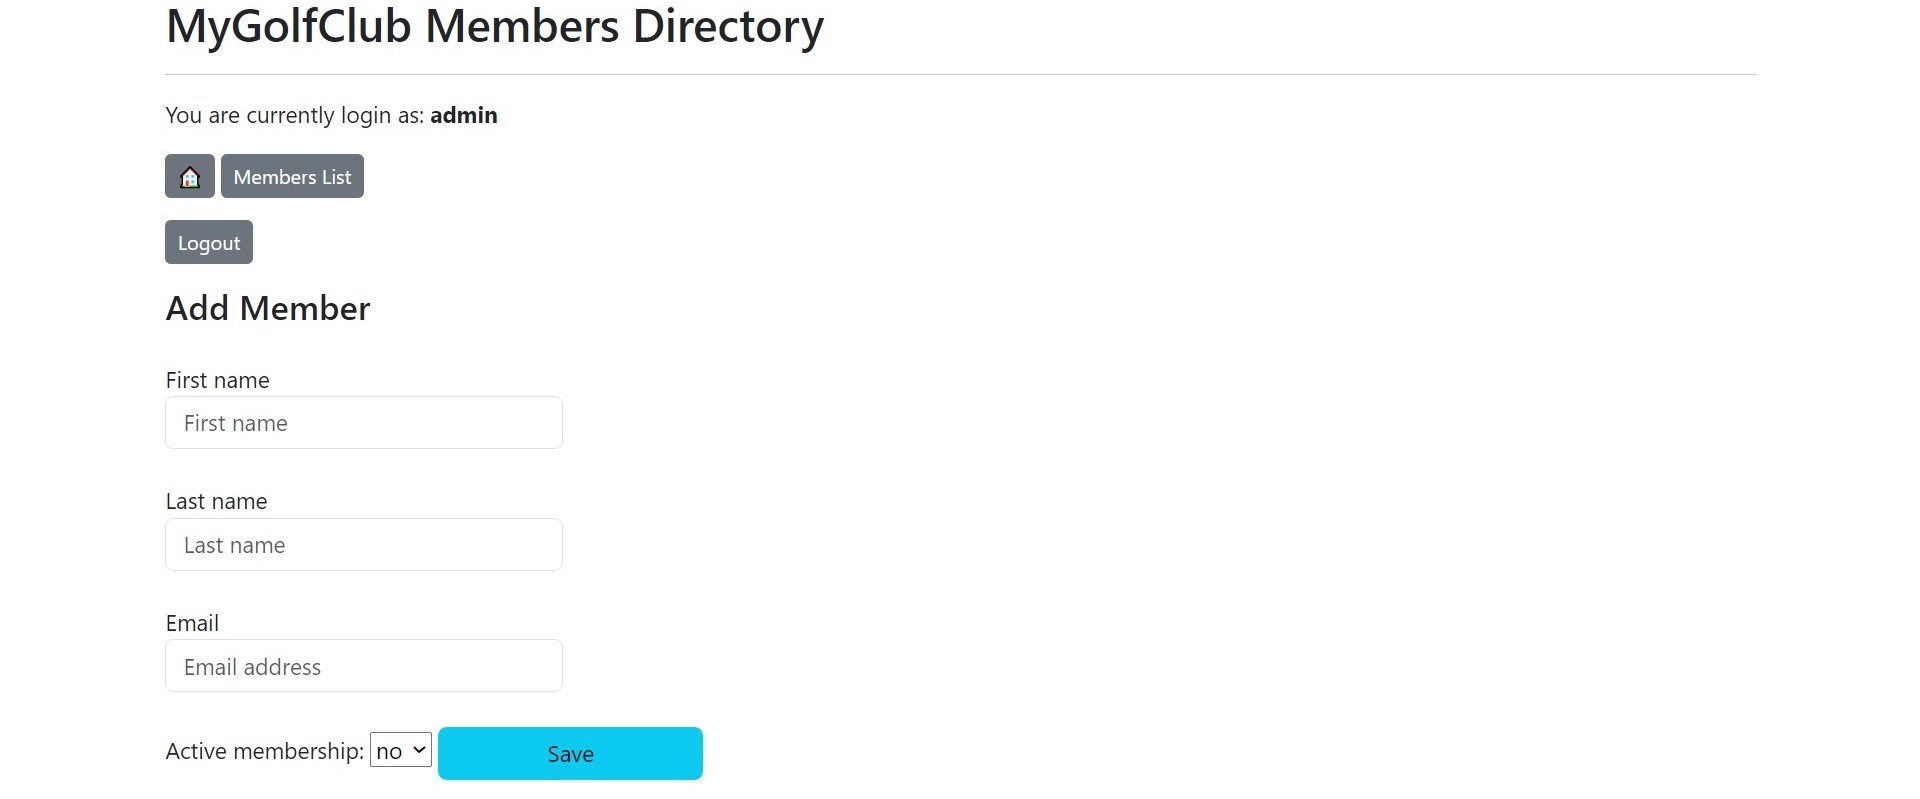 MyGolfClub Members Directory
You are currently login as: admin
Members List
Logout
Add Member
First name
First name
Last name
Last name
Email
Email address
Active membership: no Save